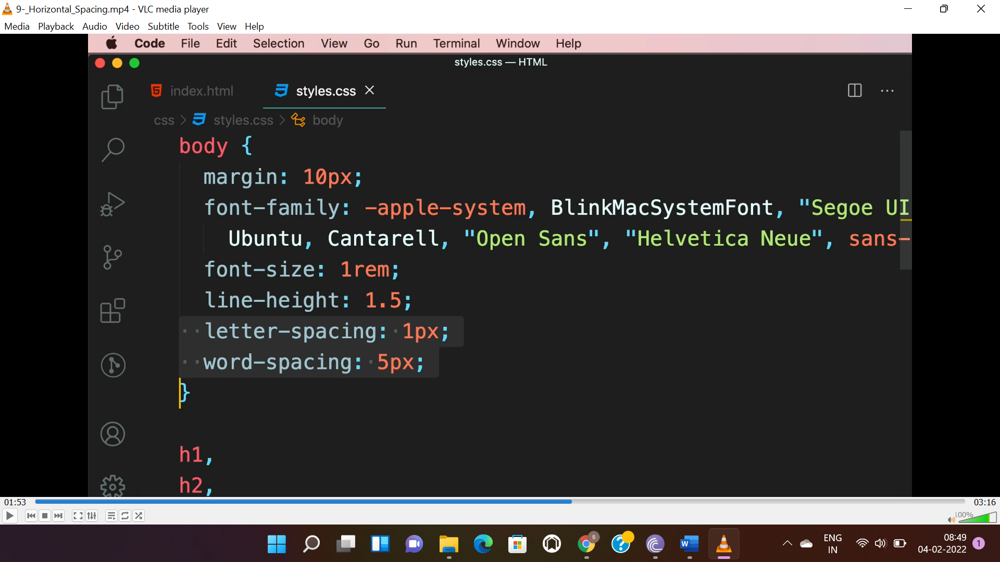 9-_Horizontal_Spacing.mp4 - VLC media player
Media Playback Audio Video Subtitle Tools View Help
Code File Edit Selection View Go Run Terminal Window Help
styles.css — HTML
index.html styles.css
css > styles.css > body
body {
margin: 10px;
font-family: -apple-system, BlinkMacSystemFont, "Segoe UI
Ubuntu, Cantarell, "Open Sans", "Helvetica Neue", sans-
font-size: 1rem;
line-height: 1.5;
letter-spacing: 1px;
word-spacing: 5px;
}
h1,
h2,
01:53 03:16
100%
ENG
IN
08:49
04-02-2022
1